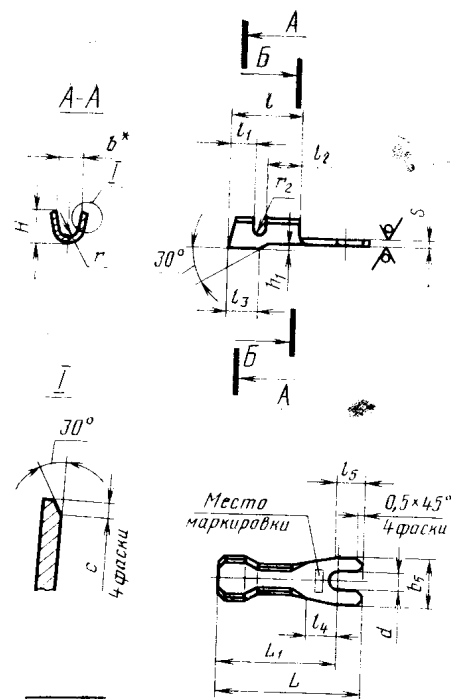 А
Б
А-А
l
b*
l₁
l₂
I
r₂
S
H
r
30°
h₁
l₃
Б
А
I
30°
l₅
Место
маркировки
0,5×45°
4 фаски
c
4 фаски
b₅
d
l₄
L₁
L